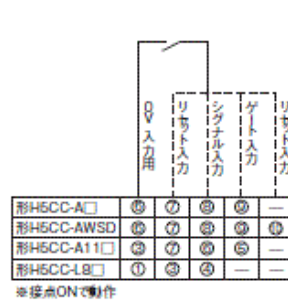 0V入力用
リセット入力
シグナル入力
ゲート入力
リセット入力
形H5CC-A□ ⑥ ⑦ ⑧ ⑨ —
形H5CC-AWSD ⑥ ⑦ ⑧ ⑨ ⑩
形H5CC-A11□ ③ ⑦ ⑥ ⑤ —
形H5CC-L8□ ① ③ ④ — —
※接点ONで動作